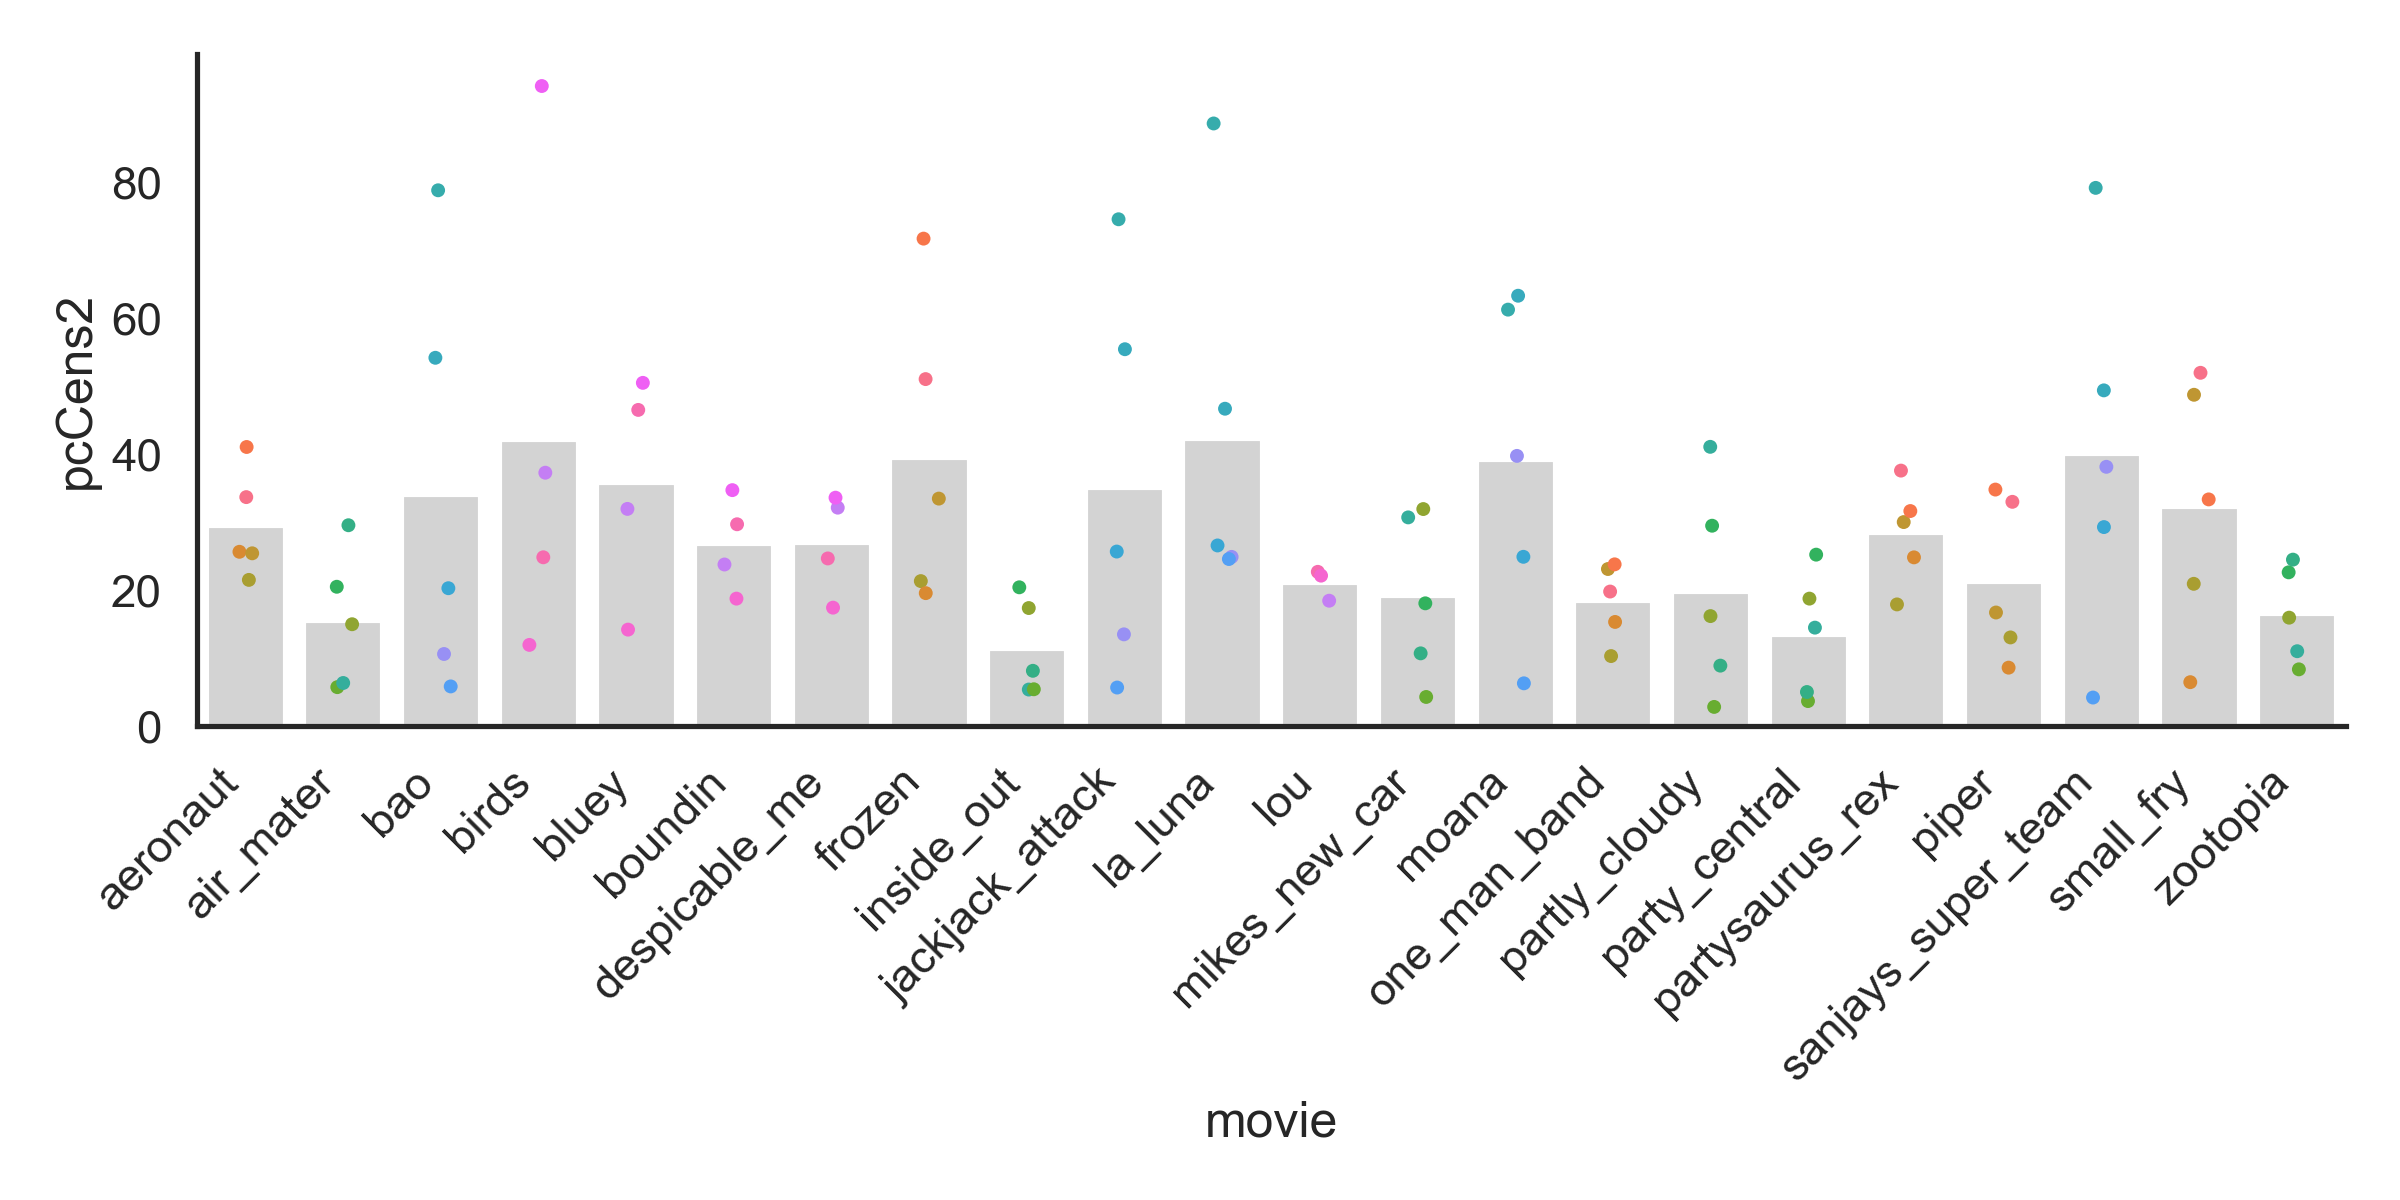 pcCens2
80
60
40
20
0
aeronaut
air_mater
bao
birds
bluey
boundin
despicable_me
frozen
inside_out
jackjack_attack
la_luna
lou
mikes_new_car
moana
one_man_band
partly_cloudy
party_central
partysaurus_rex
piper
sanjays_super_team
small_fry
zootopia
movie